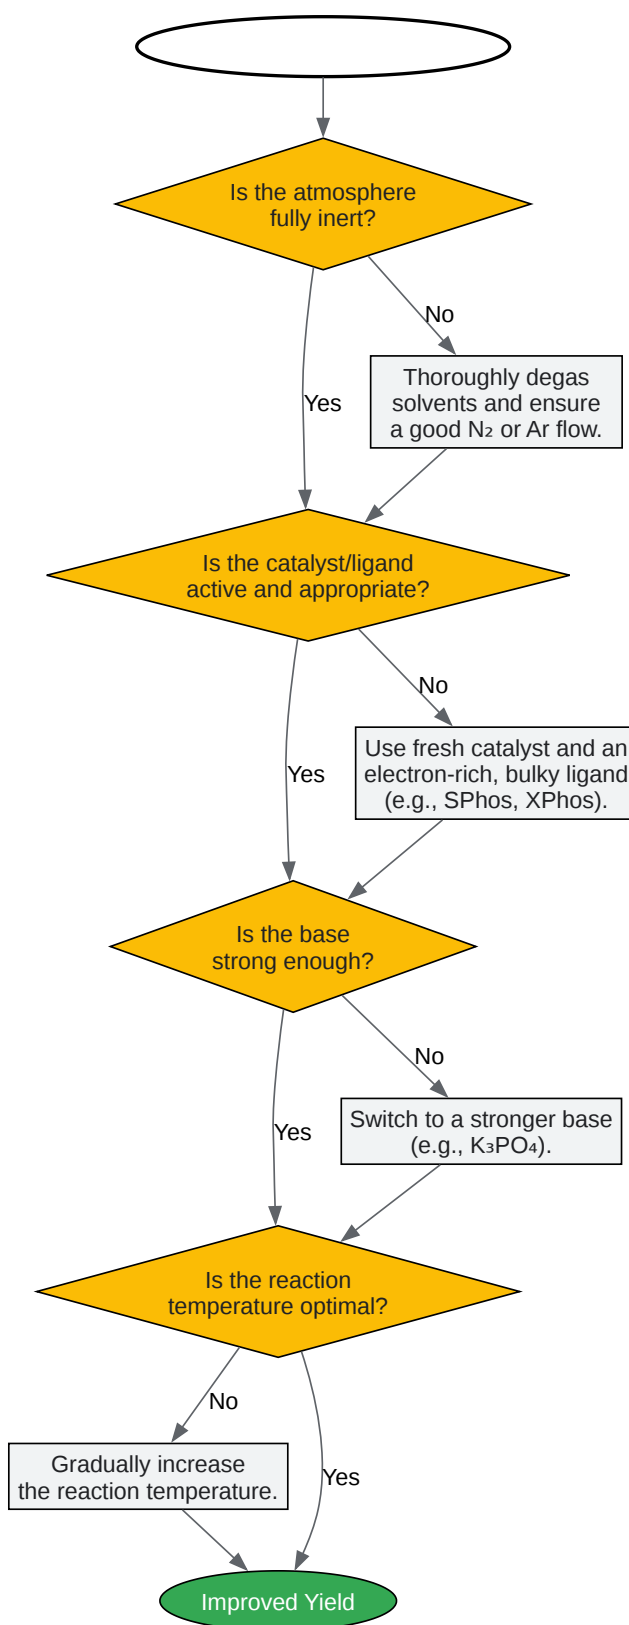 Is the atmosphere
fully inert?
No
Thoroughly degas
solvents and ensure
a good N₂ or Ar flow.
Yes
Is the catalyst/ligand
active and appropriate?
No
Use fresh catalyst and an
electron-rich, bulky ligand
(e.g., SPhos, XPhos).
Yes
Is the base
strong enough?
No
Switch to a stronger base
(e.g., K₃PO₄).
Yes
Is the reaction
temperature optimal?
No
Gradually increase
the reaction temperature.
Yes
Improved Yield